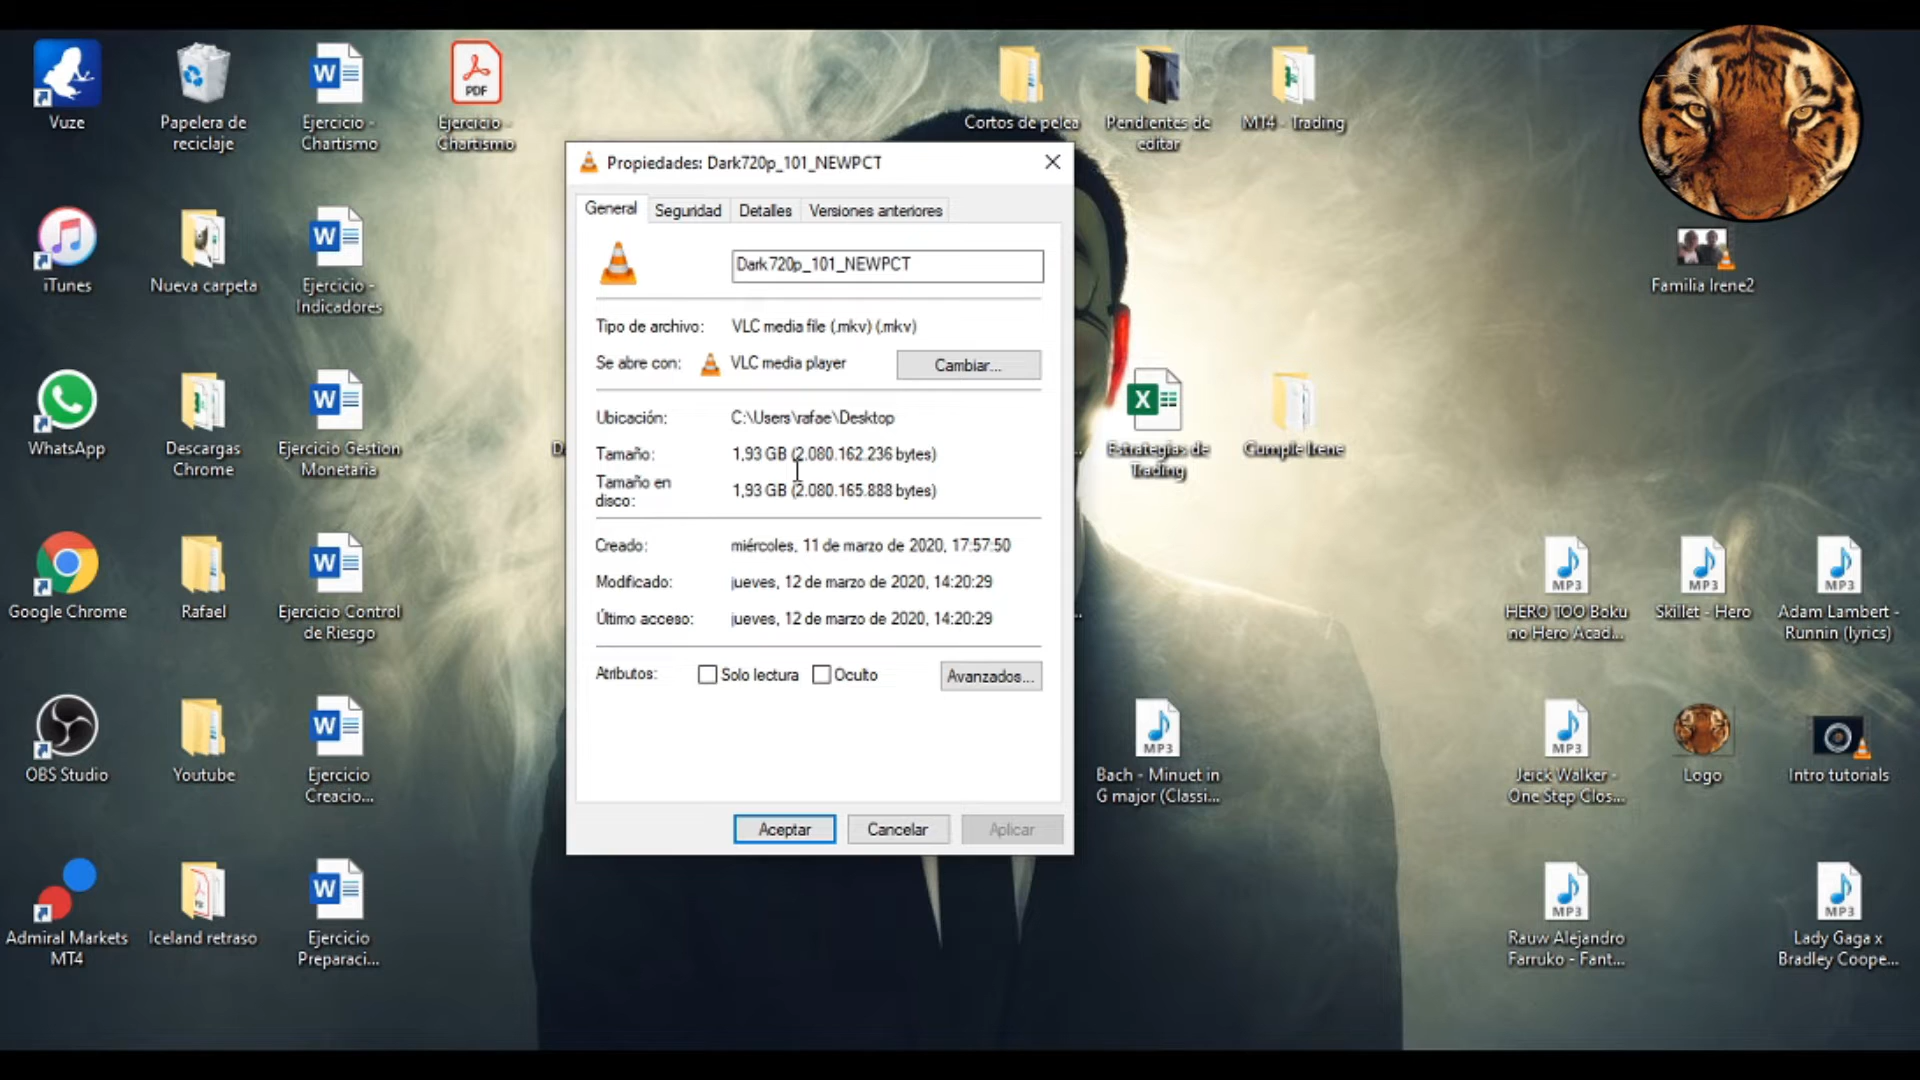 Vuze
Papelera de
reciclaje
Ejercicio -
Chartismo
PDF
Ejercicio -
Chartismo
Cortos de pelea
Pendientes de
editar
MT4 - Trading
iTunes
Nueva carpeta
Ejercicio -
Indicadores
Familia Irene2
WhatsApp
Descargas
Chrome
Ejercicio Gestion
Monetaria
Estrategias de
Trading
Cumple Irene
Google Chrome
Rafael
Ejercicio Control
de Riesgo
MP3
HERO TOO Boku
no Hero Acad...
MP3
Skillet - Hero
MP3
Adam Lambert -
Runnin (lyrics)
OBS Studio
Youtube
Ejercicio
Creacio...
MP3
Bach - Minuet in
G major (Classi...
MP3
Jerick Walker -
One Step Clos...
Logo
Intro tutorials
Admiral Markets
MT4
Iceland retraso
Ejercicio
Preparaci...
MP3
Rauw Alejandro
Farruko - Fant...
MP3
Lady Gaga x
Bradley Coope...
Propiedades: Dark720p_101_NEWPCT
General Seguridad Detalles Versiones anteriores
Dark720p_101_NEWPCT
Tipo de archivo: VLC media file (.mkv) (.mkv)
Se abre con: VLC media player Cambiar...
Ubicación: C:\Users\rafae\Desktop
Tamaño: 1,93 GB (2.080.162.236 bytes)
Tamaño en
disco: 1,93 GB (2.080.165.888 bytes)
Creado: miércoles, 11 de marzo de 2020, 17:57:50
Modificado: jueves, 12 de marzo de 2020, 14:20:29
Último acceso: jueves, 12 de marzo de 2020, 14:20:29
Atributos: Solo lectura Oculto Avanzados...
Aceptar Cancelar Aplicar